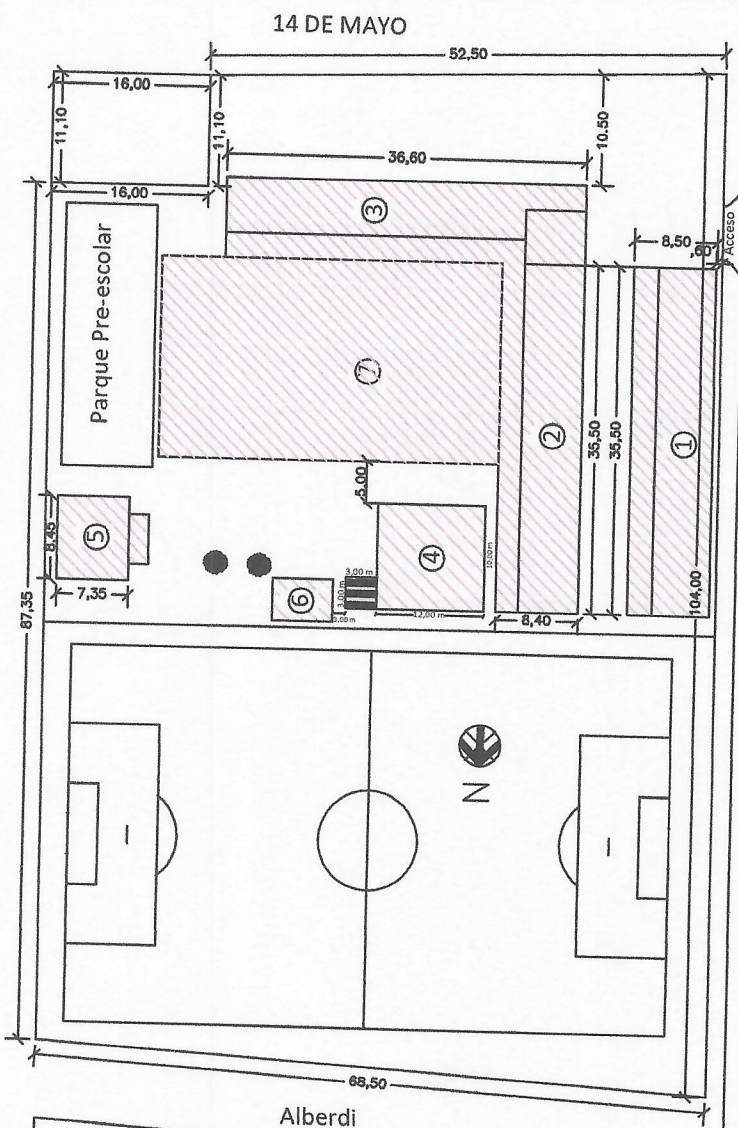 14 DE MAYO
52,50
16,00
11,10
11,10
10.50
36,60
16,00
③
8,50
,60
Acceso
Parque Pre-escolar
⑦
②
35,50
35,50
①
5.00
8.45
⑤
④
10,00 m
7,35
⑥
3,00 m
3,00 m
12,00 m
8,40
104,00
87,35
N
68,50
Alberdi